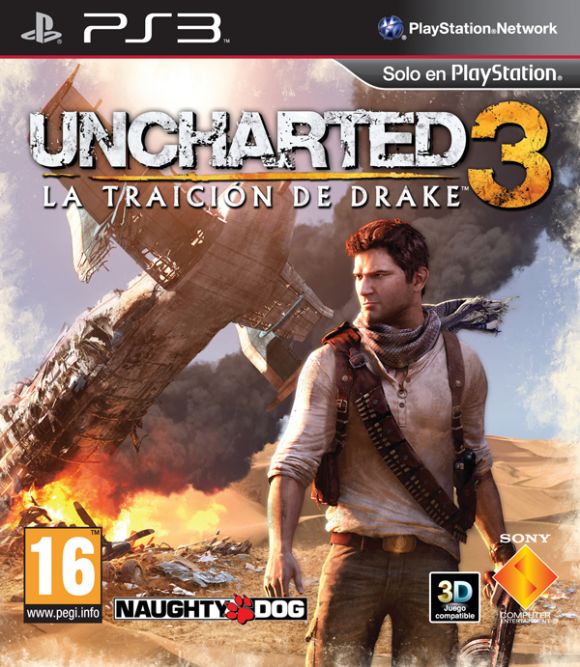 PS3
PlayStation®Network
Solo en PlayStation®
UNCHARTED 3
LA TRAICIÓN DE DRAKE™
16
www.pegi.info
NAUGHTY DOG
3D
Juego
compatible
SONY
COMPUTER
ENTERTAINMENT